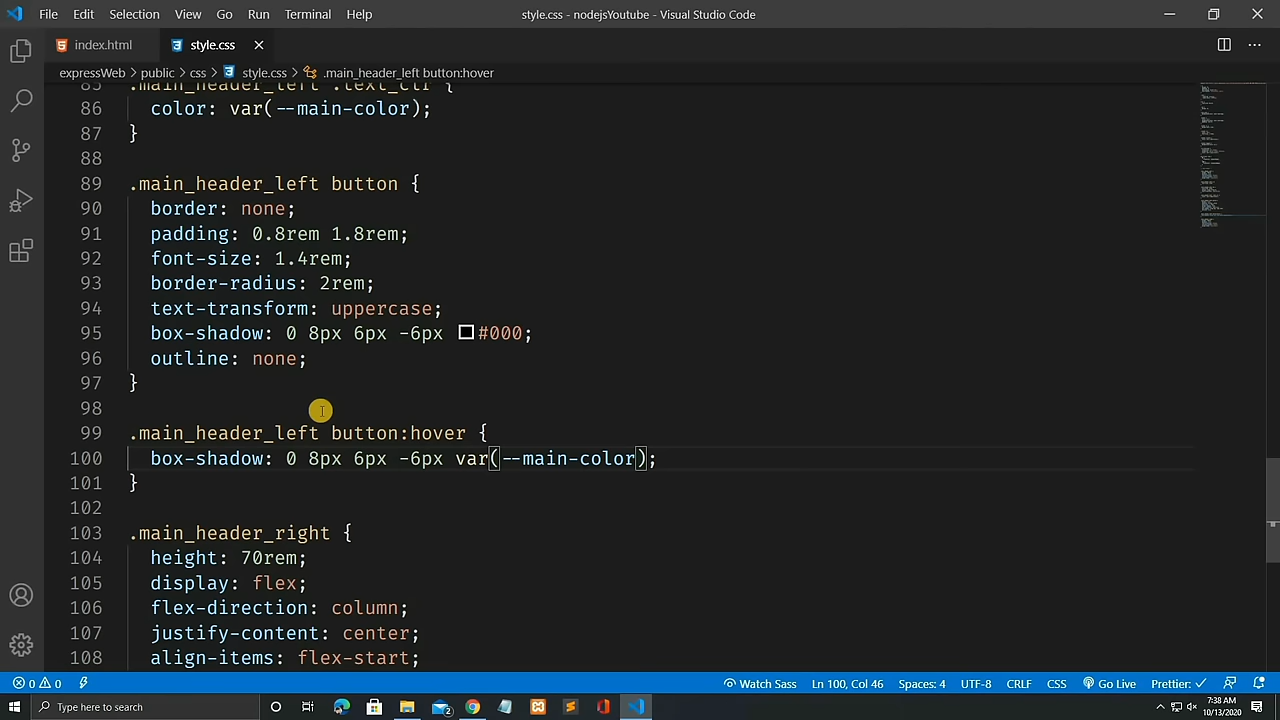 File Edit Selection View Go Run Terminal Help style.css - nodejsYoutube - Visual Studio Code
index.html style.css
expressWeb > public > css > style.css > .main_header_left button:hover
85 .main_header_left .text_clr {
86 color: var(--main-color);
87 }
88
89 .main_header_left button {
90 border: none;
91 padding: 0.8rem 1.8rem;
92 font-size: 1.4rem;
93 border-radius: 2rem;
94 text-transform: uppercase;
95 box-shadow: 0 8px 6px -6px #000;
96 outline: none;
97 }
98
99 .main_header_left button:hover {
100 box-shadow: 0 8px 6px -6px var(--main-color);
101 }
102
103 .main_header_right {
104 height: 70rem;
105 display: flex;
106 flex-direction: column;
107 justify-content: center;
108 align-items: flex-start;
0 0 Watch Sass Ln 100, Col 46 Spaces: 4 UTF-8 CRLF CSS Go Live Prettier: ✓
Type here to search 2 7:38 AM
10/13/2020